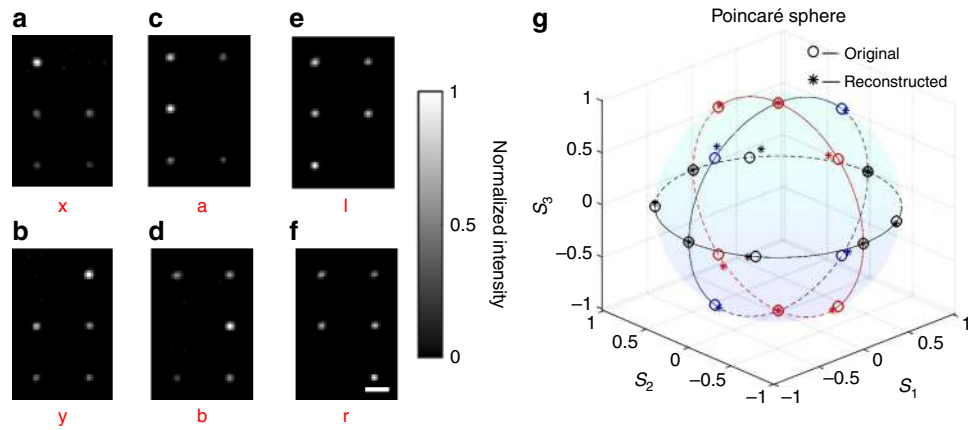 a
x
c
a
e
l
b
y
d
b
f
r
1
0.5
0
Normalized intensity
g
Poincaré sphere
Original
Reconstructed
1
0.5
0
−0.5
−1
S3
1
0.5
0
−0.5
−1
S2
−1
−0.5
0
0.5
1
S1